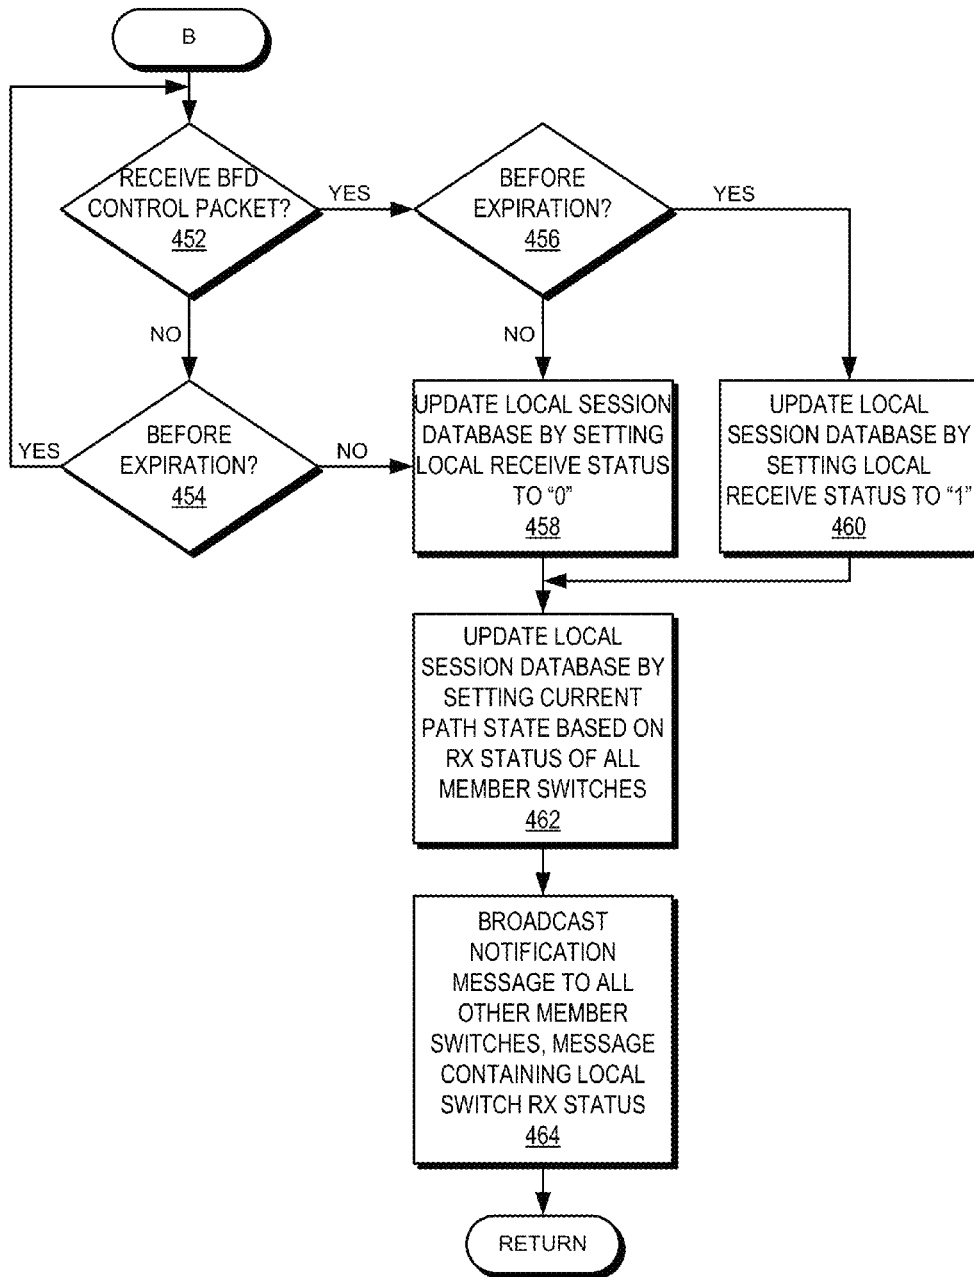 B
RECEIVE BFD
CONTROL PACKET?
452
YES
BEFORE
EXPIRATION?
456
YES
NO
NO
BEFORE
EXPIRATION?
454
YES
NO
UPDATE LOCAL SESSION
DATABASE BY SETTING
LOCAL RECEIVE STATUS
TO “0”
458
UPDATE LOCAL
SESSION DATABASE BY
SETTING LOCAL
RECEIVE STATUS TO “1”
460
UPDATE LOCAL
SESSION DATABASE BY
SETTING CURRENT
PATH STATE BASED ON
RX STATUS OF ALL
MEMBER SWITCHES
462
BROADCAST
NOTIFICATION
MESSAGE TO ALL
OTHER MEMBER
SWITCHES, MESSAGE
CONTAINING LOCAL
SWITCH RX STATUS
464
RETURN